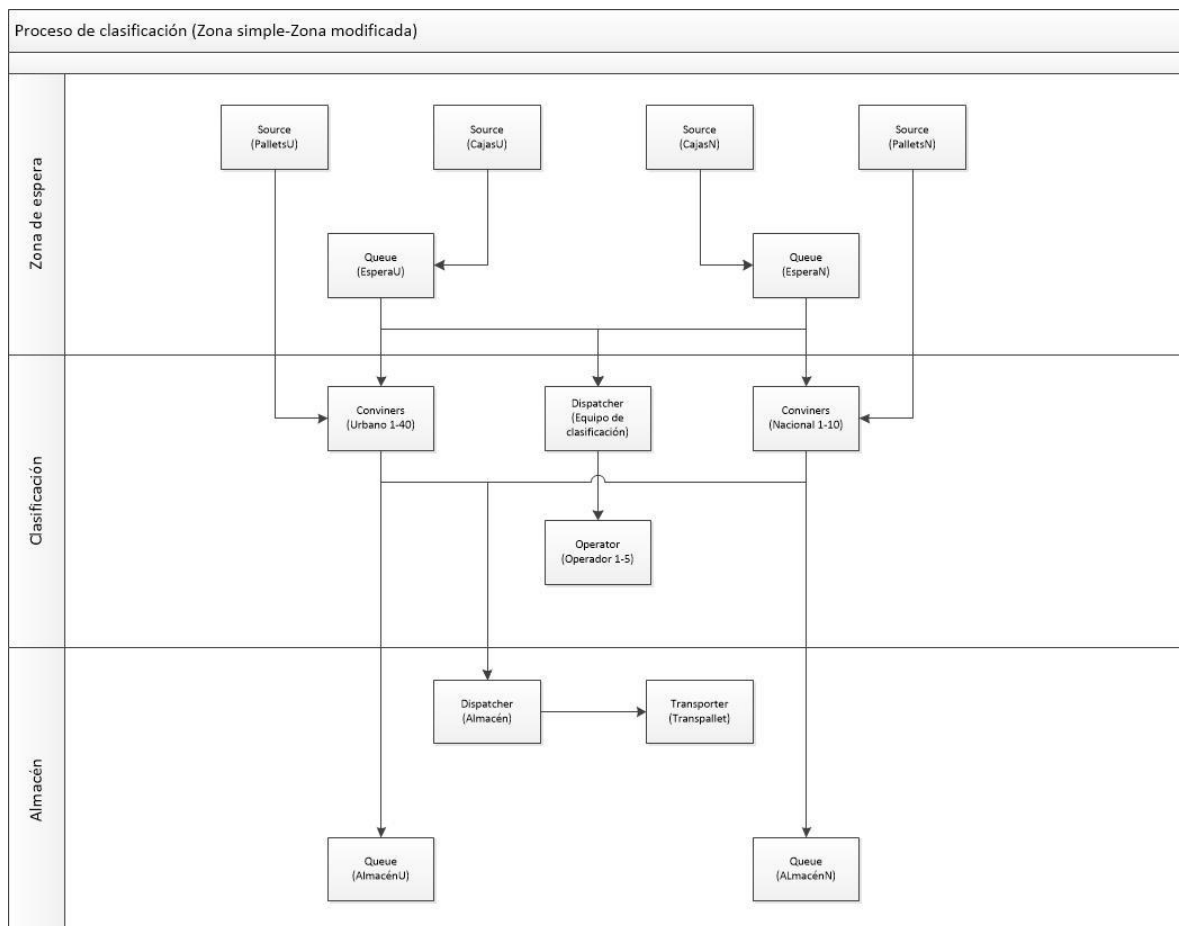 Proceso de clasificación (Zona simple-Zona modificada)
Zona de espera
Source
(PalletsU)
Source
(CajasU)
Source
(CajasN)
Source
(PalletsN)
Queue
(EsperaU)
Queue
(EsperaN)
Clasificación
Conviners
(Urbano 1-40)
Dispatcher
(Equipo de
clasificación)
Conviners
(Nacional 1-10)
Operator
(Operador 1-5)
Almacén
Dispatcher
(Almacén)
Transporter
(Transpallet)
Queue
(AlmacénU)
Queue
(ALmacénN)